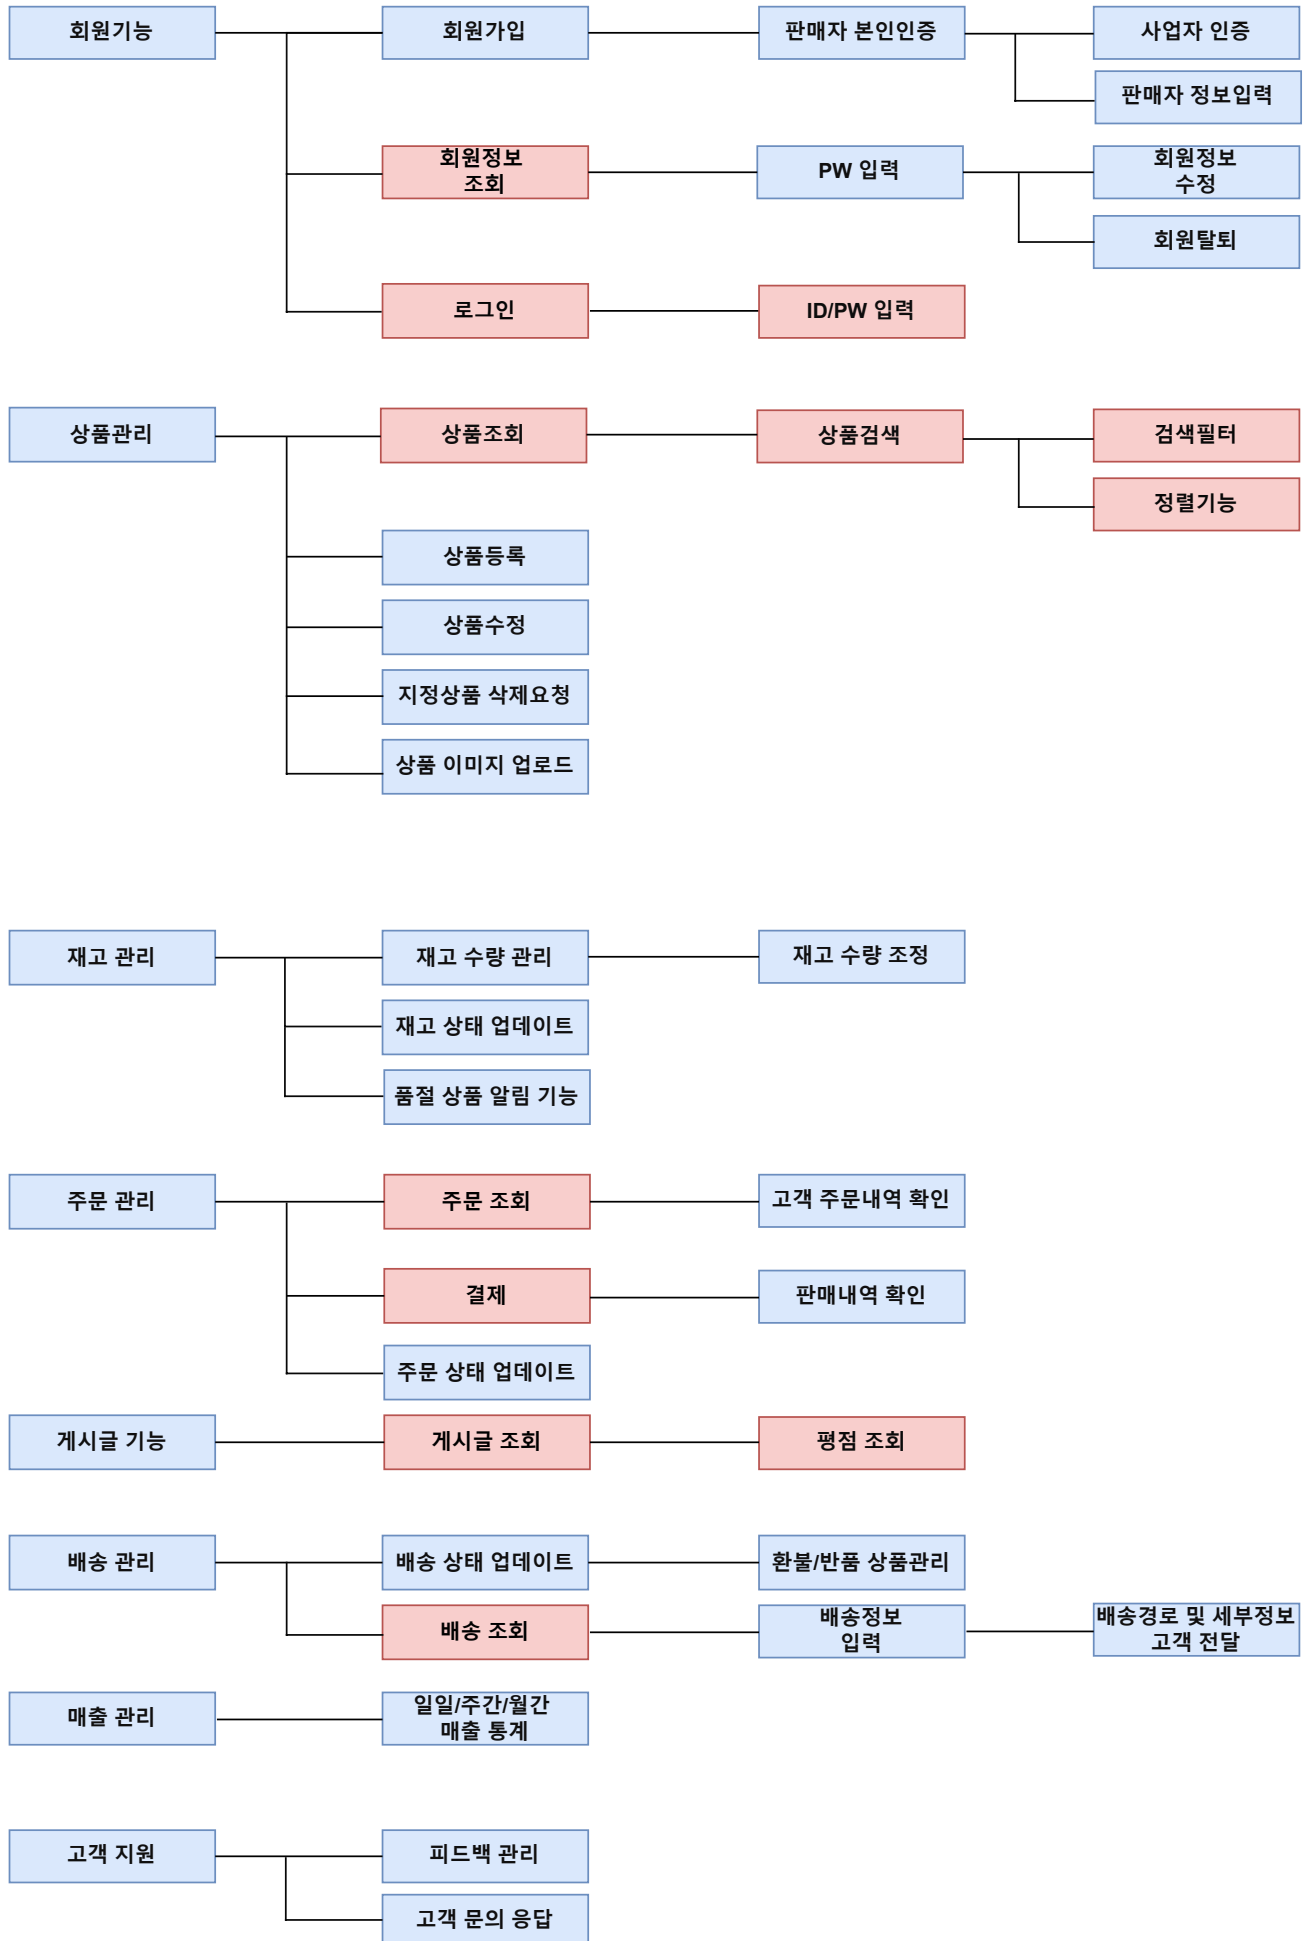 회원기능
회원가입
판매자 본인인증
사업자 인증
판매자 정보입력
회원정보
조회
PW 입력
회원정보
수정
회원탈퇴
로그인
ID/PW 입력
상품관리
상품조회
상품검색
검색필터
정렬기능
상품등록
상품수정
지정상품 삭제요청
상품 이미지 업로드
재고 관리
재고 수량 관리
재고 수량 조정
재고 상태 업데이트
품절 상품 알림 기능
주문 관리
주문 조회
고객 주문내역 확인
결제
판매내역 확인
주문 상태 업데이트
게시글 기능
게시글 조회
평점 조회
배송 관리
배송 상태 업데이트
환불/반품 상품관리
배송 조회
배송정보
입력
배송경로 및 세부정보
고객 전달
매출 관리
일일/주간/월간
매출 통계
고객 지원
피드백 관리
고객 문의 응답